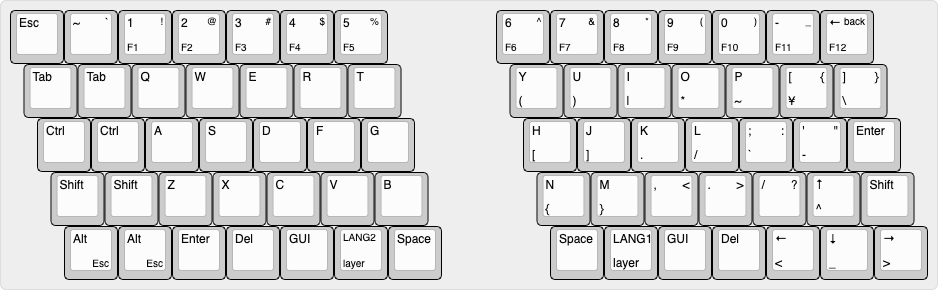 Esc ~ ` 1 ! 2 @ 3 # 4 $ 5 % 6 ^ 7 & 8 * 9 ( 0 ) - _ ← back
F1 F2 F3 F4 F5 F6 F7 F8 F9 F10 F11 F12
Tab Tab Q W E R T Y U I O P [ { ] }
( ) | * ~ ¥ \
Ctrl Ctrl A S D F G H J K L ; : ' " Enter
[ ] . / ` -
Shift Shift Z X C V B N M , < . > / ? ↑ Shift
{ } ^
Alt Alt Enter Del GUI LANG2 Space Space LANG1 GUI Del ← ↓ →
Esc Esc layer layer < _ >